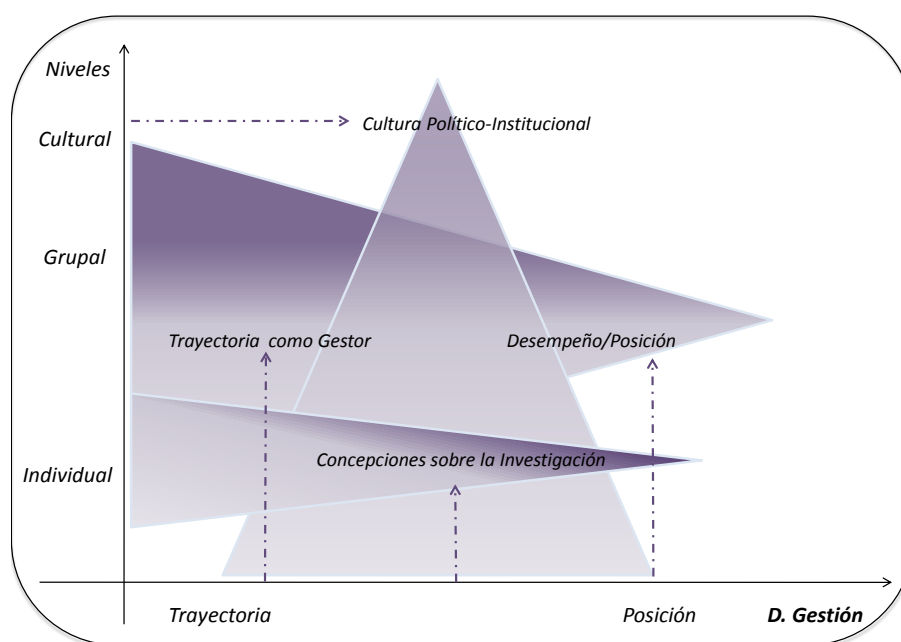 Niveles
Cultura Político-Institucional
Cultural
Grupal
Trayectoria como Gestor
Desempeño/Posición
Concepciones sobre la Investigación
Individual
Trayectoria
Posición
D. Gestión